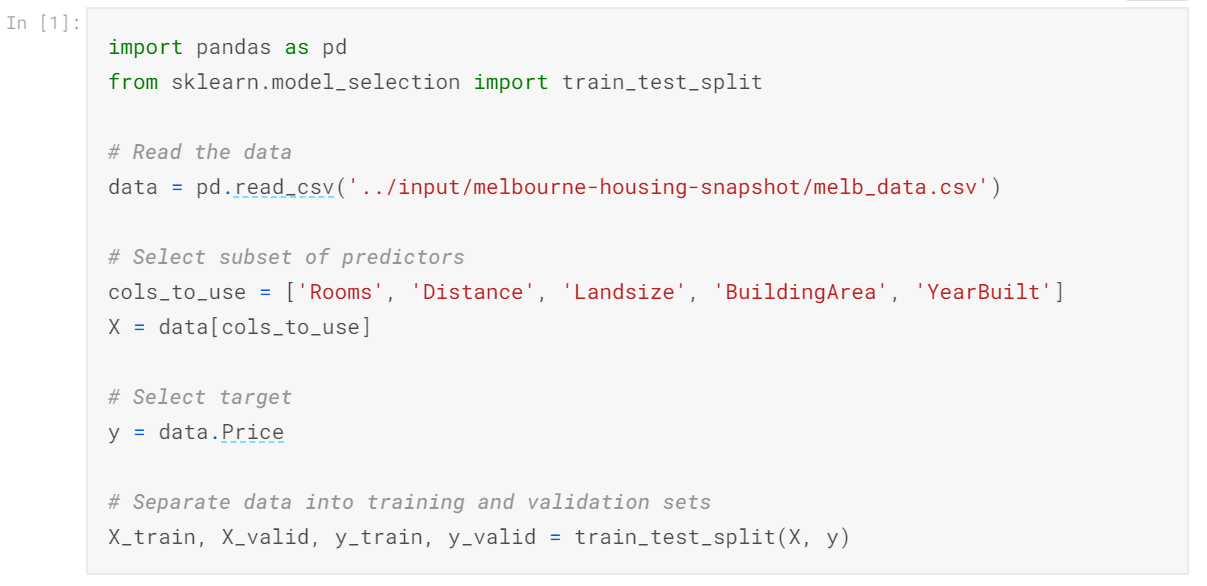 In [1]:
import pandas as pd
from sklearn.model_selection import train_test_split
# Read the data
data = pd.read_csv('../input/melbourne-housing-snapshot/melb_data.csv')
# Select subset of predictors
cols_to_use = ['Rooms', 'Distance', 'Landsize', 'BuildingArea', 'YearBuilt']
X = data[cols_to_use]
# Select target
y = data.Price
# Separate data into training and validation sets
X_train, X_valid, y_train, y_valid = train_test_split(X, y)